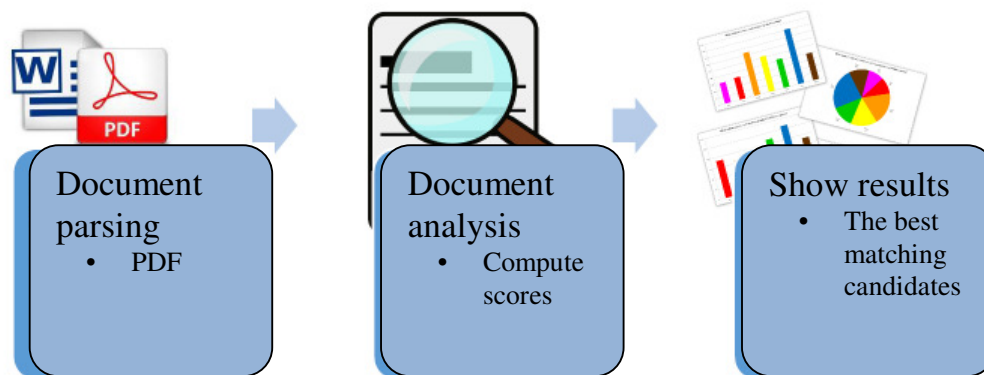 W
PDF
Document
parsing
• PDF
Document
analysis
• Compute
scores
Show results
• The best
matching
candidates